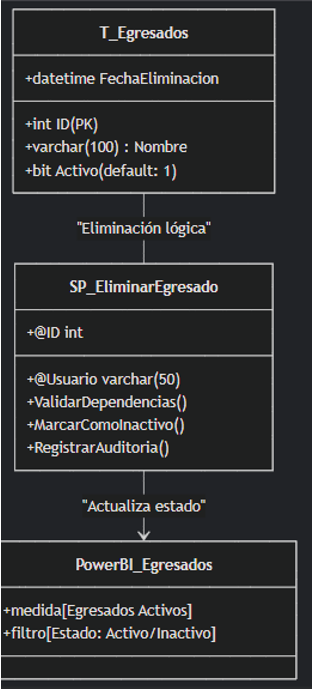 T_Egresados
+datetime FechaEliminacion
+int ID(PK)
+varchar(100) : Nombre
+bit Activo(default: 1)
"Eliminación lógica"
SP_EliminarEgresado
+@ID int
+@Usuario varchar(50)
+ValidarDependencias()
+MarcarComoInactivo()
+RegistrarAuditoria()
"Actualiza estado"
PowerBI_Egresados
+medida[Egresados Activos]
+filtro[Estado: Activo/Inactivo]